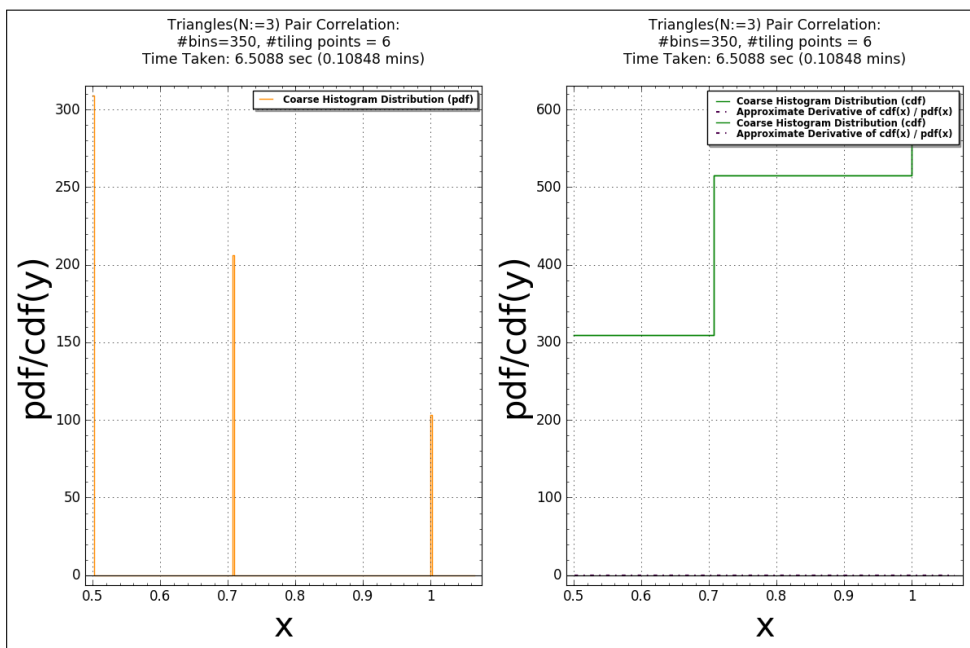 Triangles(N:=3) Pair Correlation:
#bins=350, #tiling points = 6
Time Taken: 6.5088 sec (0.10848 mins)
Coarse Histogram Distribution (pdf)
300
250
200
150
100
50
0
pdf/cdf(y)
0.5
0.6
0.7
0.8
0.9
1
x
Triangles(N:=3) Pair Correlation:
#bins=350, #tiling points = 6
Time Taken: 6.5088 sec (0.10848 mins)
Coarse Histogram Distribution (cdf)
Approximate Derivative of cdf(x) / pdf(x)
Coarse Histogram Distribution (cdf)
Approximate Derivative of cdf(x) / pdf(x)
600
500
400
300
200
100
0
pdf/cdf(y)
0.5
0.6
0.7
0.8
0.9
1
x